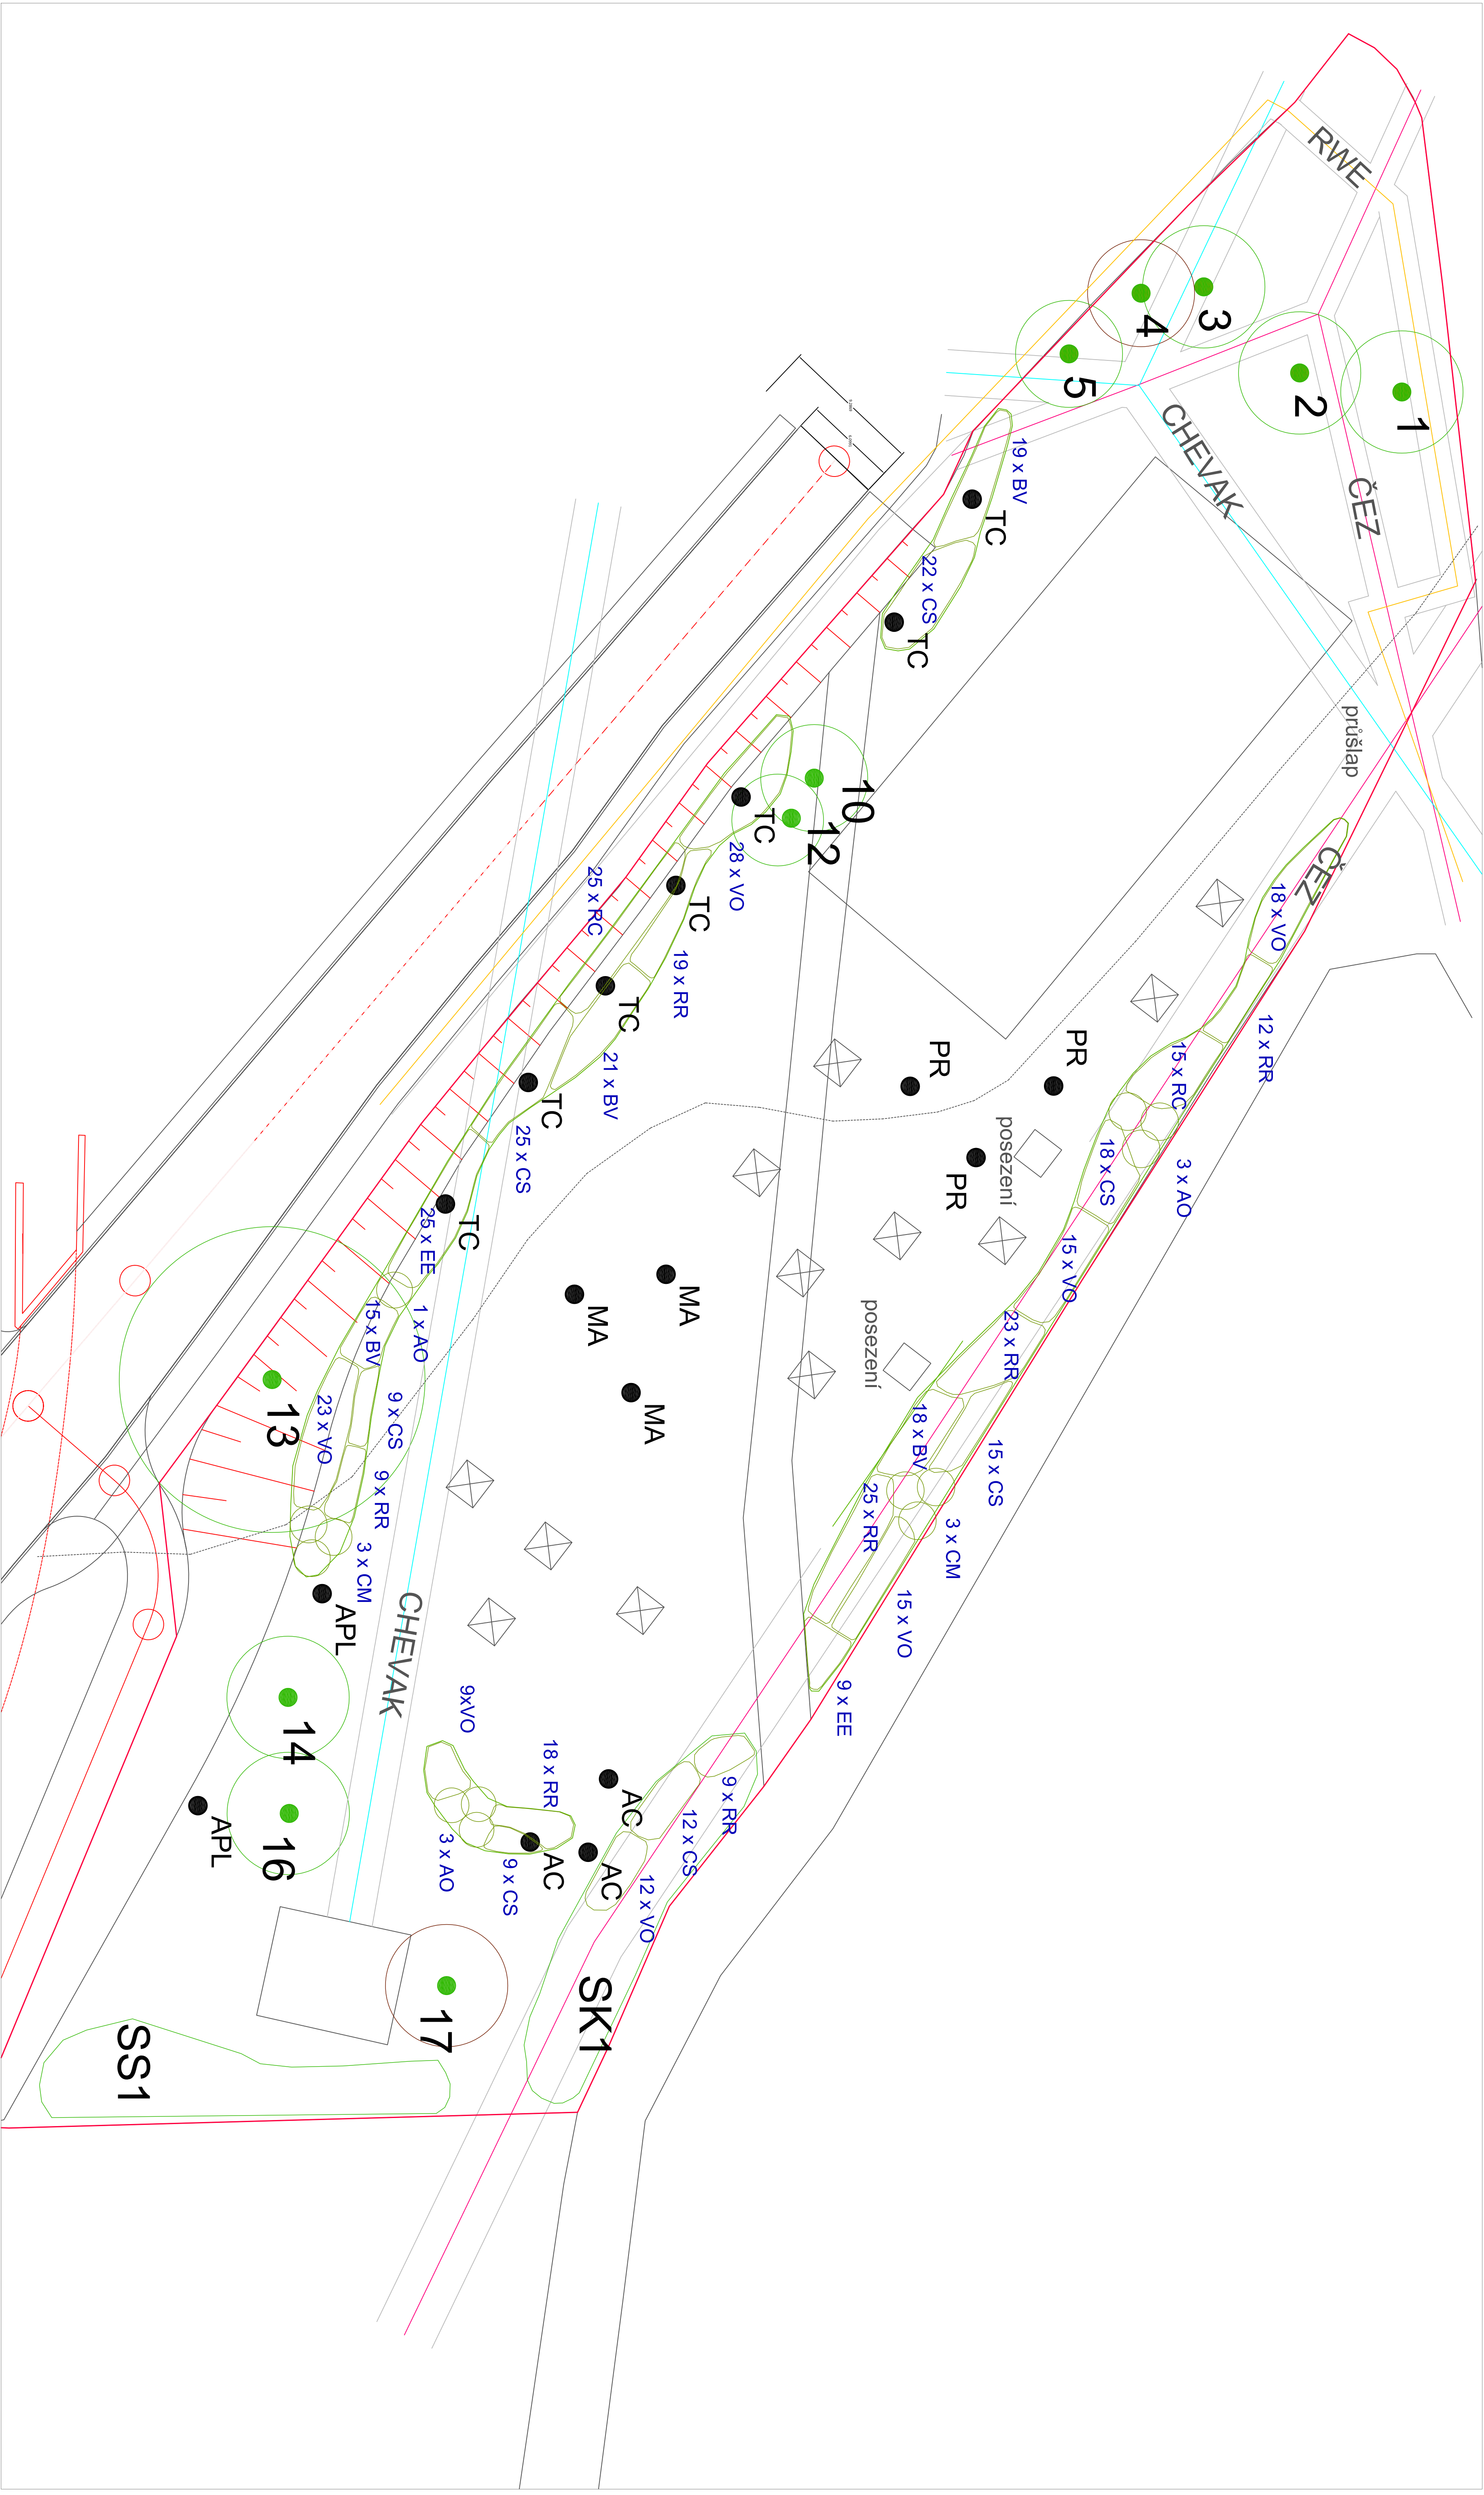 RWE
3
4
5
2
1
CHEVAK
ČEZ
19 x BV
TC
22 x CS
TC
průšlap
10
12
TC
28 x VO
25 x RC
TC
19 x RR
ČEZ
18 x VO
TC
21 x BV
12 x RR
15 x RC
PR
PR
posezení
PR
18 x CS
3 x AO
TC
25 x CS
TC
25 x EE
15 x VO
MA
MA
posezení
1 x AO
15 x BV
23 x RR
MA
13
23 x VO
9 x CS
18 x BV
15 x CS
9 x RR
25 x RR
3 x CM
3 x CM
APL
CHEVAK
15 x VO
9 x EE
9xVO
14
18 x RR
AC
9 x RR
APL
16
3 x AO
9 x CS
AC
AC
12 x CS
12 x VO
17
SK1
SS1